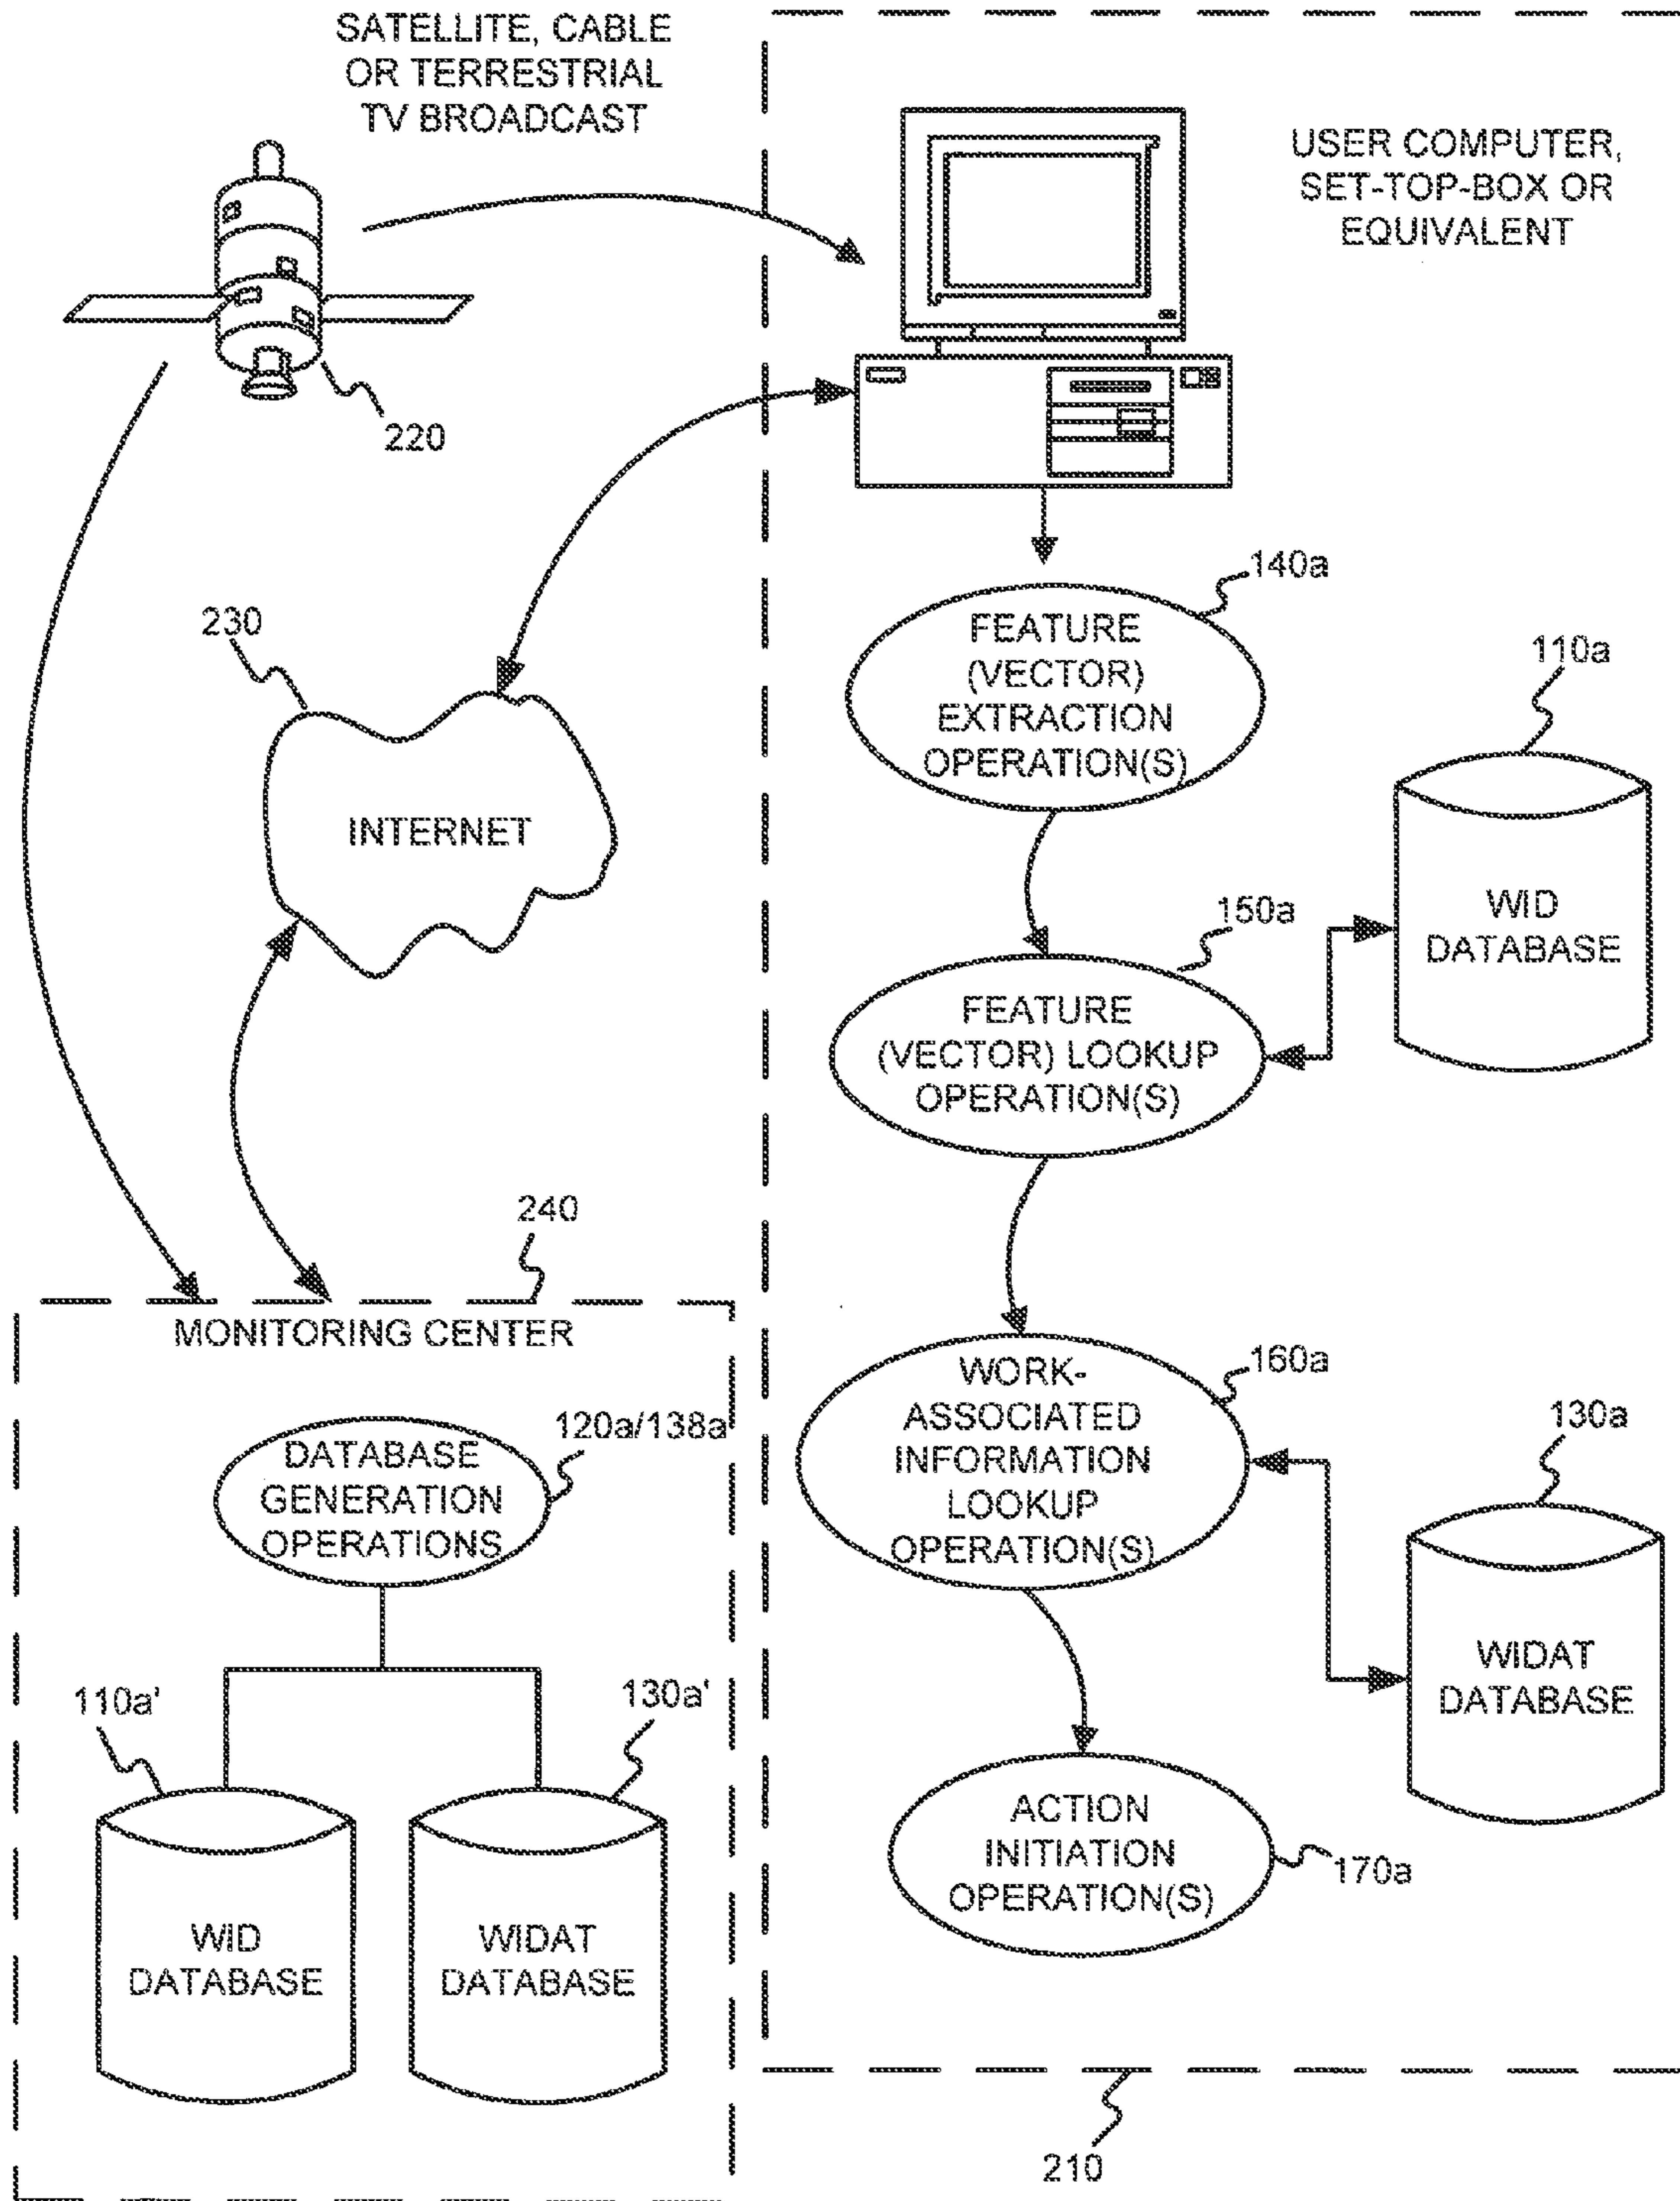 SATELLITE, CABLE
OR TERRESTRIAL
TV BROADCAST
USER COMPUTER,
SET-TOP-BOX OR
EQUIVALENT
220
140a
FEATURE
(VECTOR)
EXTRACTION
OPERATION(S)
230
110a
INTERNET
WID
DATABASE
150a
FEATURE
(VECTOR) LOOKUP
OPERATION(S)
240
MONITORING CENTER
160a
WORK-
ASSOCIATED
INFORMATION
LOOKUP
OPERATION(S)
130a
120a/138a
DATABASE
GENERATION
OPERATIONS
WIDAT
DATABASE
110a'
130a'
ACTION
INITIATION
OPERATION(S)
170a
WID
DATABASE
WIDAT
DATABASE
210